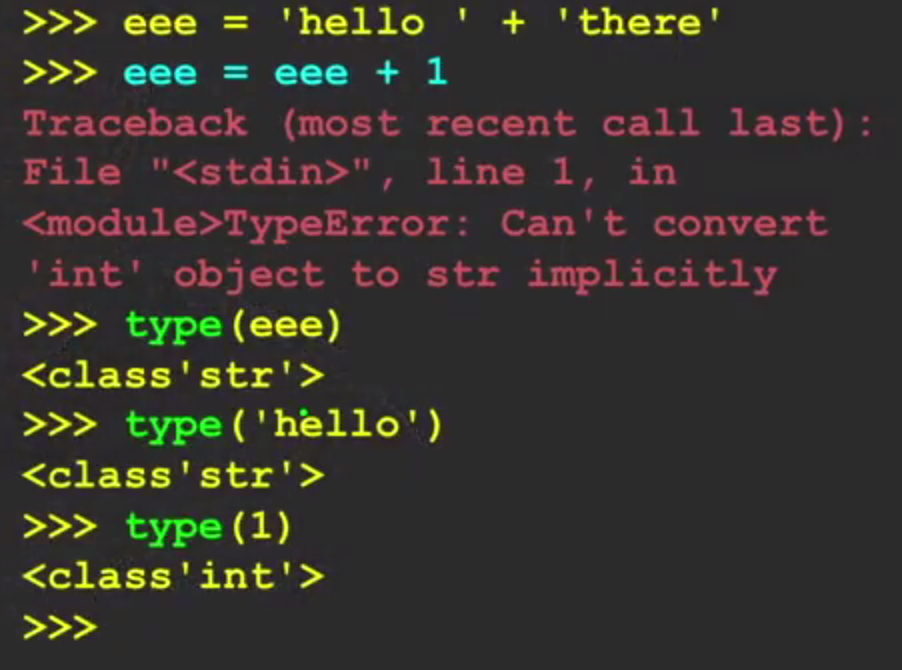 >>> eee = 'hello ' + 'there'
>>> eee = eee + 1
Traceback (most recent call last):
File "<stdin>", line 1, in
<module>TypeError: Can't convert
'int' object to str implicitly
>>> type(eee)
<class'str'>
>>> type('hello')
<class'str'>
>>> type(1)
<class'int'>
>>>